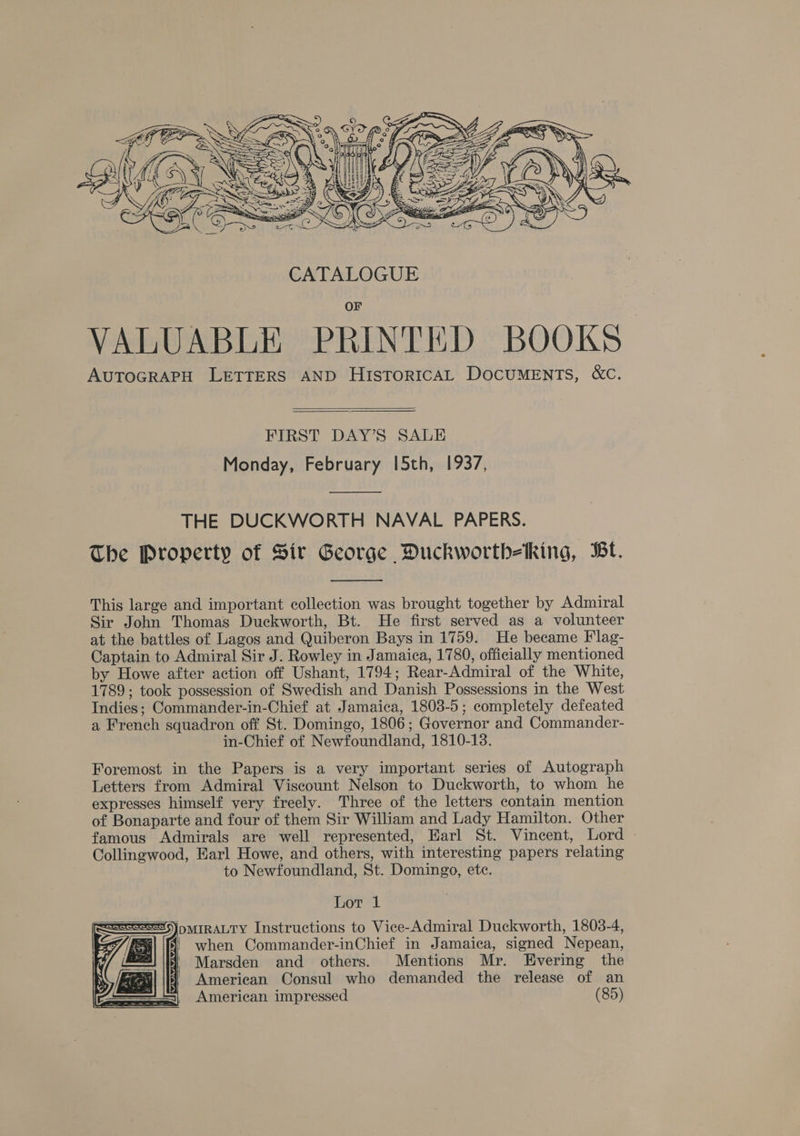 CATALOGUE
OF
VALUABLE PRINTED BOOKS
AUTOGRAPH LETTERS AND HISTORICAL DOCUMENTS, &C.
FIRST DAY'S SALE
Monday, February 15th, 1937,
THE DUCKWORTH NAVAL PAPERS.
The Property of Sir George Duckworth-King, Bt.
This large and important collection was brought together by Admiral
Sir John Thomas Duckworth, Bt. He first served as a volunteer
at the battles of Lagos and Quiberon Bays in 1759. He became Flag-
Captain to Admiral Sir J. Rowley in Jamaica, 1780, officially mentioned
by Howe after action off Ushant, 1794; Rear-Admiral of the White,
1789; took possession of Swedish and Danish Possessions in the West
Indies; Commander-in-Chief at Jamaica, 1803-5; completely defeated
a French squadron off St. Domingo, 1806; Governor and Commander-
in-Chief of Newfoundland, 1810-13.
Foremost in the Papers is a very important series of Autograph
Letters from Admiral Viscount Nelson to Duckworth, to whom he
expresses himself very freely. Three of the letters contain mention
of Bonaparte and four of them Sir William and Lady Hamilton. Other
famous Admirals are well represented, Earl St. Vincent, Lord
Collingwood, Earl Howe, and others, with interesting papers relating
to Newfoundland, St. Domingo, etc.
LOT 1
ADMIRALTY Instructions to Vice-Admiral Duckworth, 1803-4,
when Commander-inChief in Jamaica, signed Nepean,
Marsden and others. Mentions Mr. Evering the
American Consul who demanded the release of an
American impressed (85)